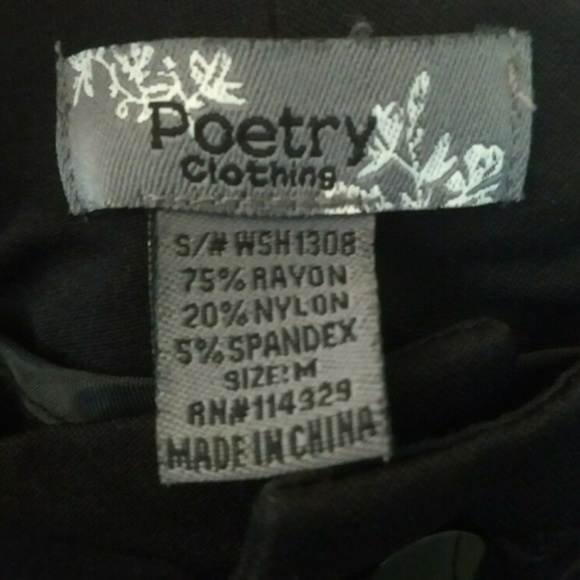 Poetry
Clothing
S/# WSH1308
75% RAYON
20% NYLON
5% SPANDEX
SIZE: M
RN#114329
MADE IN CHINA